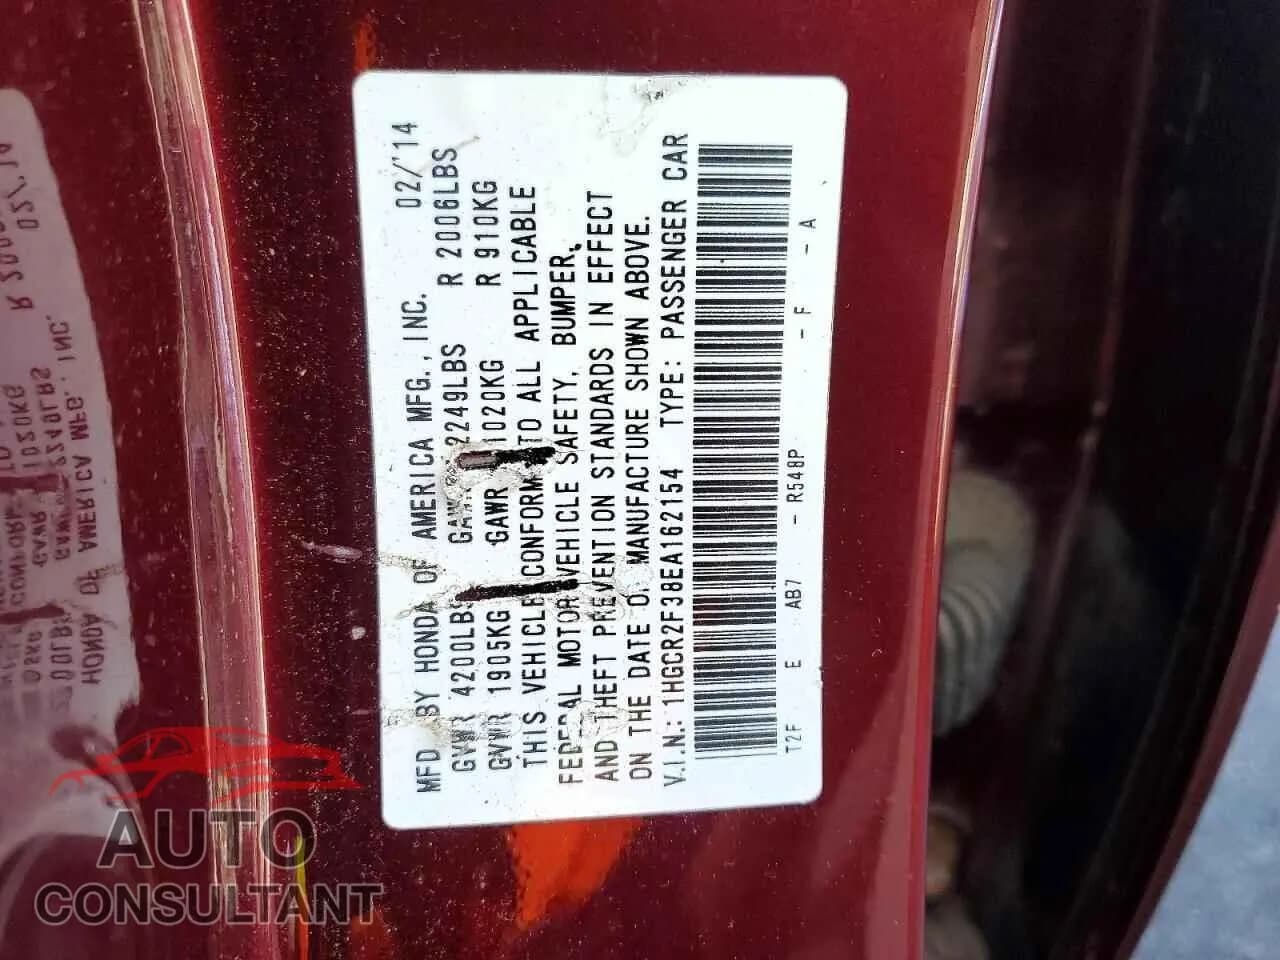 MFD BY HONDA OF AMERICA MFG., INC. 02/'14
GVWR 4200LBS GAWR F 2249LBS R 2006LBS
GVWR 1905KG GAWR 1020KG R 910KG
THIS VEHICLE CONFORM TO ALL APPLICABLE
FEDERAL MOTOR VEHICLE SAFETY, BUMPER,
AND THEFT PREVENTION STANDARDS IN EFFECT
ON THE DATE O MANUFACTURE SHOWN ABOVE.
V.I.N.: 1HGCR2F38EA162154 TYPE: PASSENGER CAR
T2F E AB7 - R548P - F - A
AUTO
CONSULTANT